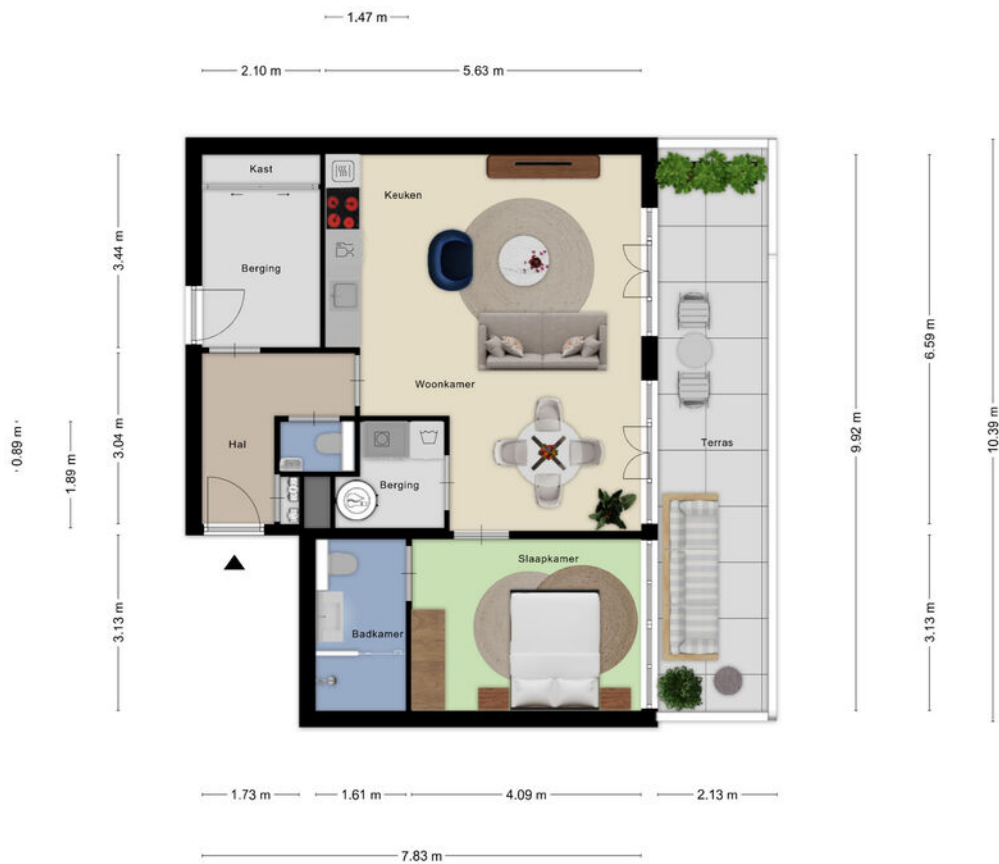 1.47 m
2.10 m
5.63 m
Kast
Keuken
Berging
3.44 m
6.59 m
Woonkamer
Hal
Terras
Berging
0.89 m
1.89 m
3.04 m
9.92 m
10.39 m
Slaapkamer
Badkamer
3.13 m
3.13 m
1.73 m
1.61 m
4.09 m
2.13 m
7.83 m